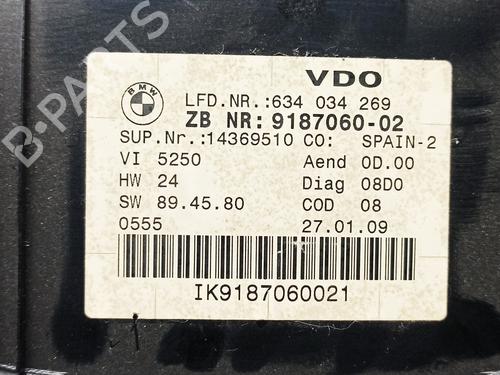 B-PARTS
BMW
VDO
LFD.NR.:634 034 269
ZB NR: 9187060-02
SUP.Nr.:14369510 CO: SPAIN-2
VI 5250 Aend 0D.00
HW 24 Diag 08D0
SW 89.45.80 COD 08
0555 27.01.09
IK9187060021